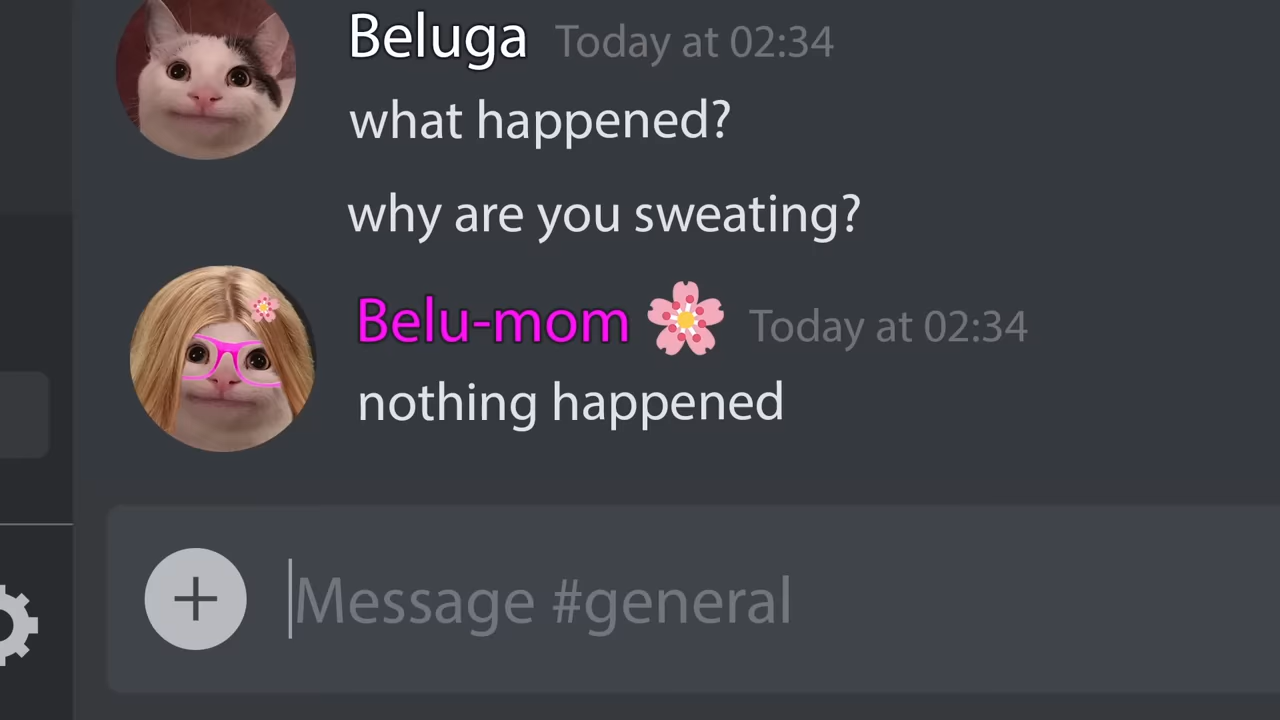 Beluga Today at 02:34
what happened?
why are you sweating?
Belu-mom 🌸 Today at 02:34
nothing happened
Message #general